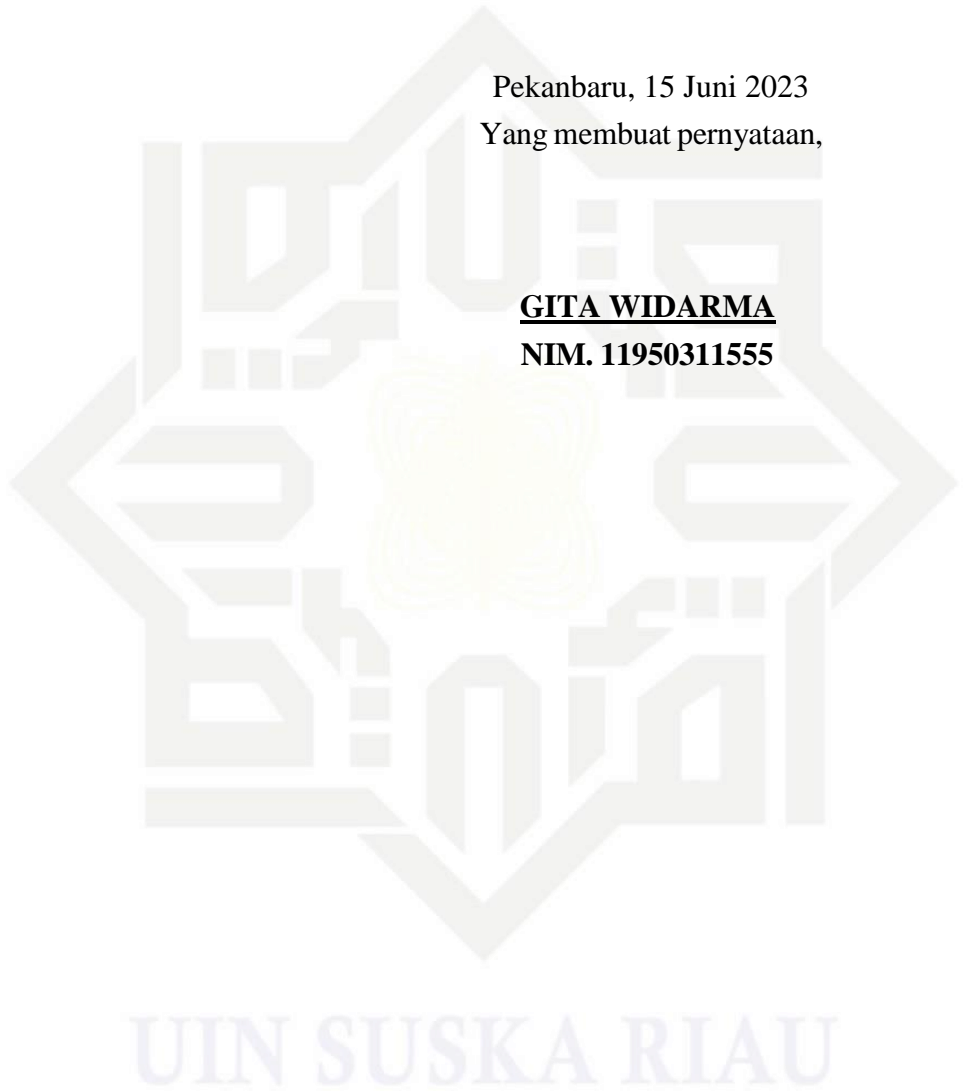 Pekanbaru, 15 Juni 2023
Yang membuat pernyataan,
GITA WIDARMA
NIM. 11950311555
UIN SUSKA RIAU